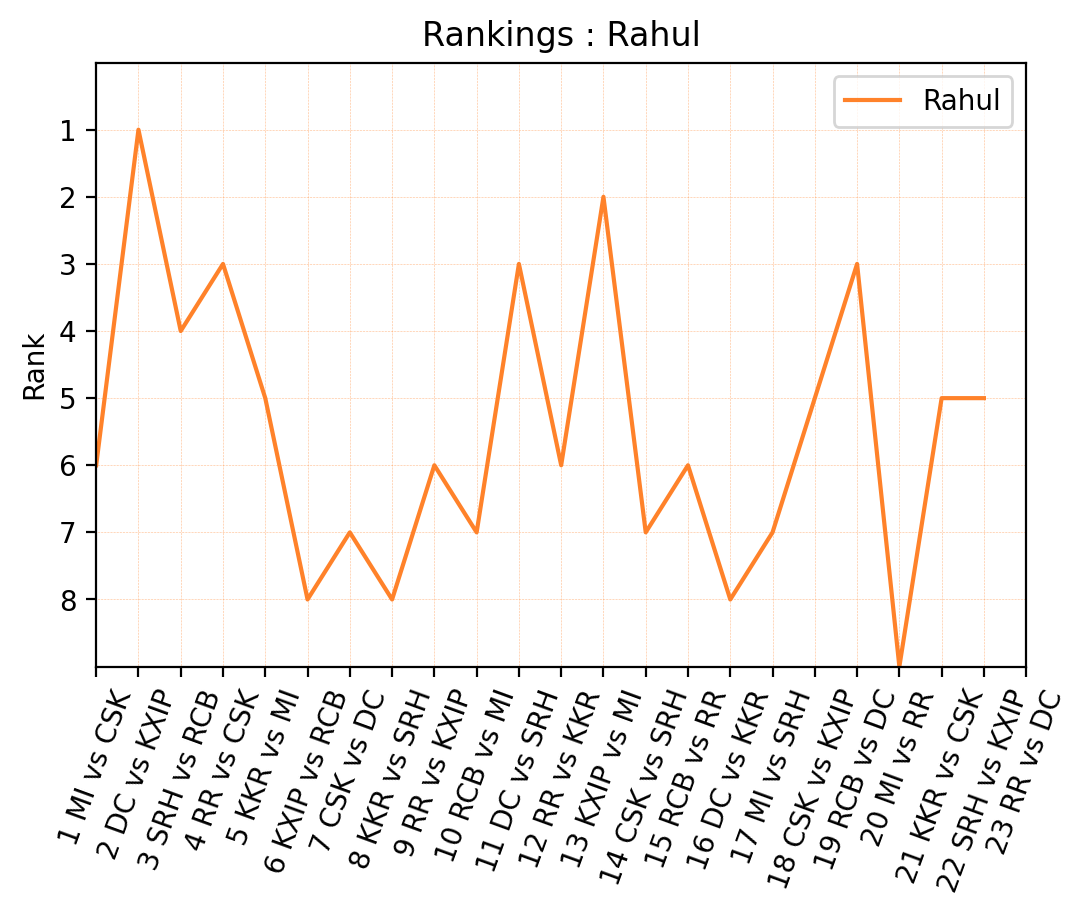 Rankings : Rahul
Rahul
Rank
1
2
3
4
5
6
7
8
1 MI vs CSK
2 DC vs KXIP
3 SRH vs RCB
4 RR vs CSK
5 KKR vs MI
6 KXIP vs RCB
7 CSK vs DC
8 KKR vs SRH
9 RR vs KXIP
10 RCB vs MI
11 DC vs SRH
12 RR vs KKR
13 KXIP vs MI
14 CSK vs SRH
15 RCB vs RR
16 DC vs KKR
17 MI vs SRH
18 CSK vs KXIP
19 RCB vs DC
20 MI vs RR
21 KKR vs CSK
22 SRH vs KXIP
23 RR vs DC